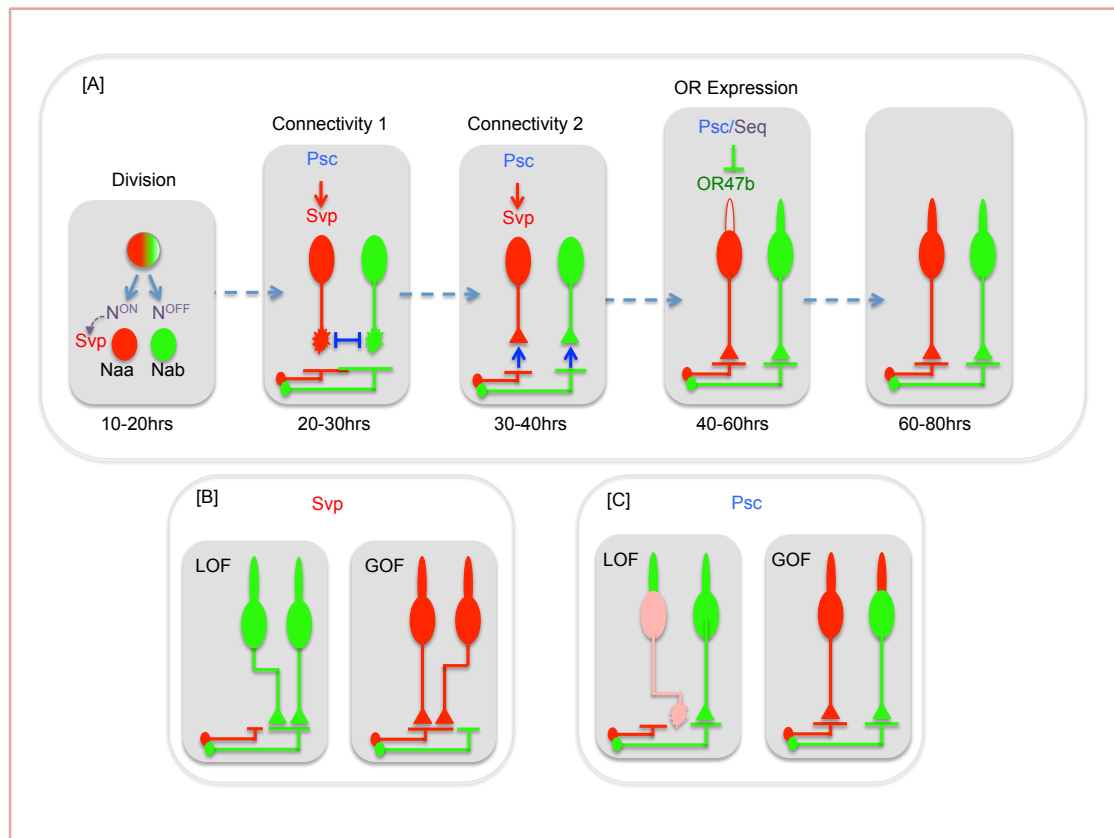 [A]
Division
N^ON N^OFF
Svp
Naa Nab
10-20hrs
Connectivity 1
Psc
Svp
20-30hrs
Connectivity 2
Psc
Svp
30-40hrs
OR Expression
Psc/Seq
OR47b
40-60hrs
60-80hrs
[B]
Svp
LOF
GOF
[C]
Psc
LOF
GOF